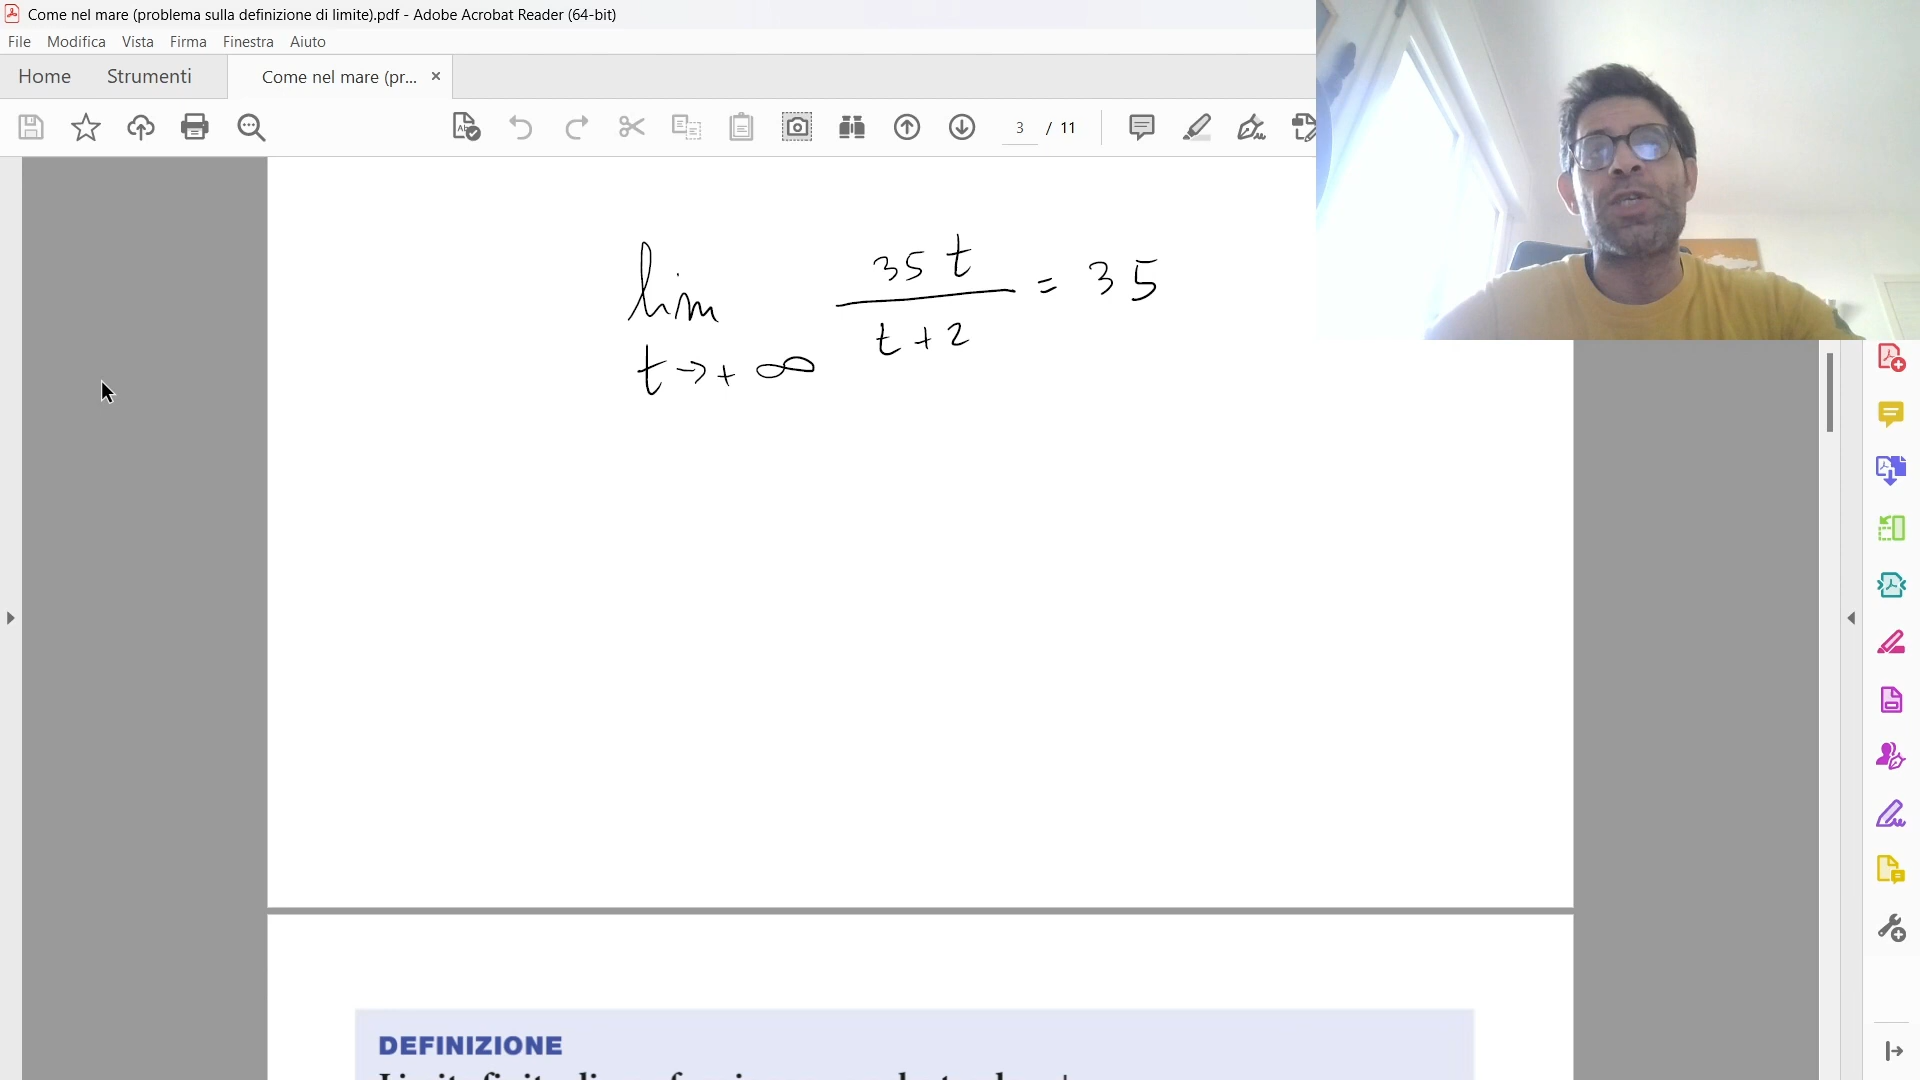 Come nel mare (problema sulla definizione di limite).pdf - Adobe Acrobat Reader (64-bit)
File Modifica Vista Firma Finestra Aiuto
Home Strumenti Come nel mare (pr... ×
3 / 11
lim t→+∞ 35 t / t+2 = 35
DEFINIZIONE